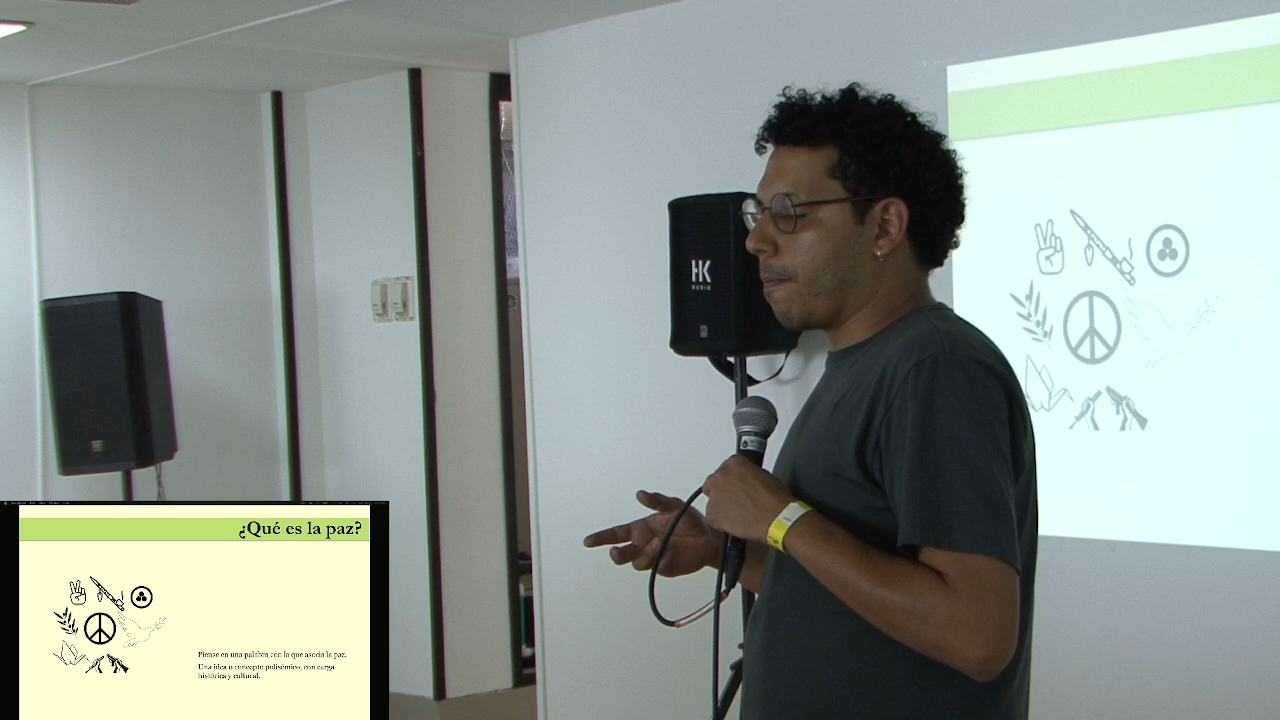 HK
AUDIO
¿Qué es la paz?
Piense en una palabra con la que asocia la paz.
Una idea o concepto polisémico, con carga
histórica y cultural.